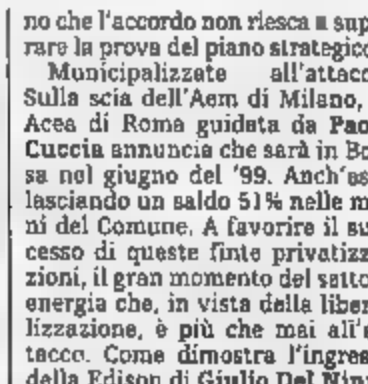 no che l'accordo non riesca a sup
rare la prova del piano strategico
Municipalizzate all'attacc
Sulla scia dell'Aem di Milano,
Acea di Roma guidata da Pao
Cuccia annuncia che sarà in Bo
sa nel giugno del '99. Anch'es
lasciando un saldo 51% nelle m
ni del Comune. A favorire il su
cesso di queste finte privatizz
zioni, il gran momento del setto
energia che, in vista della liber
lizzazione, è più che mai all'a
tacco. Come dimostra l'ingres
della Edison di Giulio Del Nin